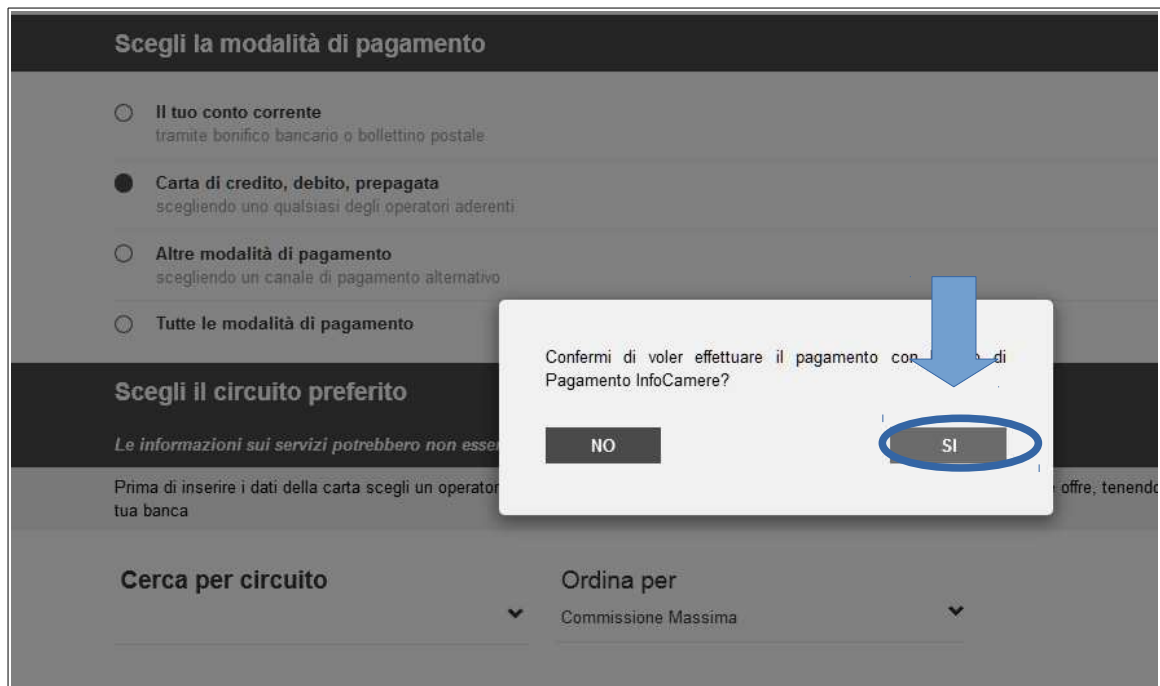 Scegli la modalità di pagamento
Il tuo conto corrente
tramite bonifico bancario o bollettino postale
Carta di credito, debito, prepagata
scegliendo uno qualsiasi degli operatori aderenti
Altre modalità di pagamento
scegliendo un canale di pagamento alternativo
Tutte le modalità di pagamento
Confermi di voler effettuare il pagamento con di
Pagamento InfoCamere?
NO SI
Scegli il circuito preferito
Le informazioni sui servizi potrebbero non
Prima di inserire i dati della carta scegli un offre,
tua banca
Cerca per circuito
Ordina per
Commissione Massima